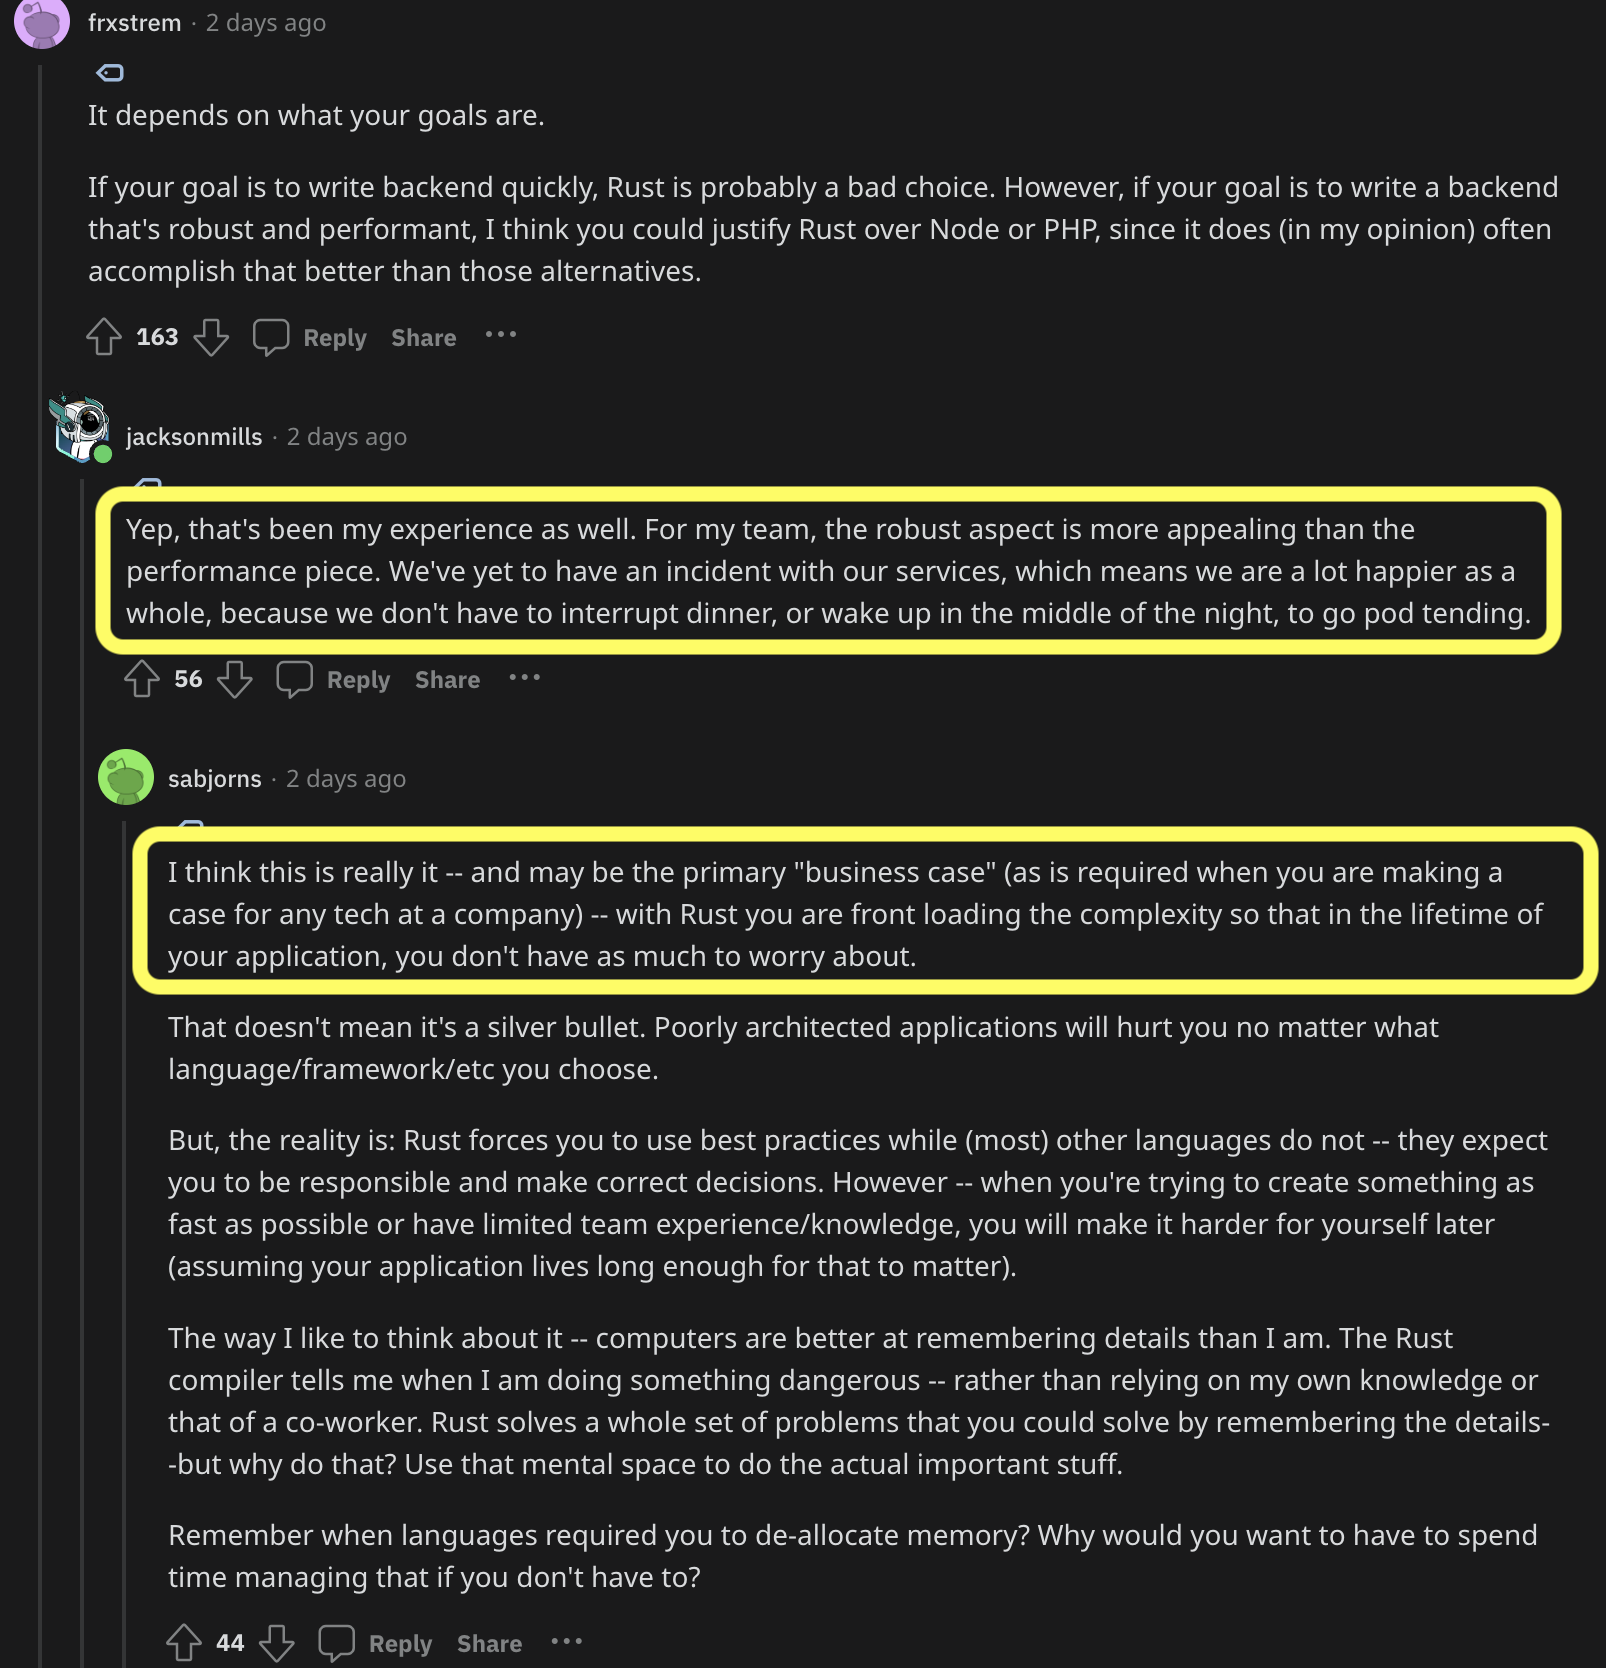 frxstrem · 2 days ago
It depends on what your goals are.
If your goal is to write backend quickly, Rust is probably a bad choice. However, if your goal is to write a backend
that's robust and performant, I think you could justify Rust over Node or PHP, since it does (in my opinion) often
accomplish that better than those alternatives.
163 Reply Share ···
jacksonmills · 2 days ago
Yep, that's been my experience as well. For my team, the robust aspect is more appealing than the
performance piece. We've yet to have an incident with our services, which means we are a lot happier as a
whole, because we don't have to interrupt dinner, or wake up in the middle of the night, to go pod tending.
56 Reply Share ···
sabjorns · 2 days ago
I think this is really it -- and may be the primary "business case" (as is required when you are making a
case for any tech at a company) -- with Rust you are front loading the complexity so that in the lifetime of
your application, you don't have as much to worry about.
That doesn't mean it's a silver bullet. Poorly architected applications will hurt you no matter what
language/framework/etc you choose.
But, the reality is: Rust forces you to use best practices while (most) other languages do not -- they expect
you to be responsible and make correct decisions. However -- when you're trying to create something as
fast as possible or have limited team experience/knowledge, you will make it harder for yourself later
(assuming your application lives long enough for that to matter).
The way I like to think about it -- computers are better at remembering details than I am. The Rust
compiler tells me when I am doing something dangerous -- rather than relying on my own knowledge or
that of a co-worker. Rust solves a whole set of problems that you could solve by remembering the details-
-but why do that? Use that mental space to do the actual important stuff.
Remember when languages required you to de-allocate memory? Why would you want to have to spend
time managing that if you don't have to?
44 Reply Share ···